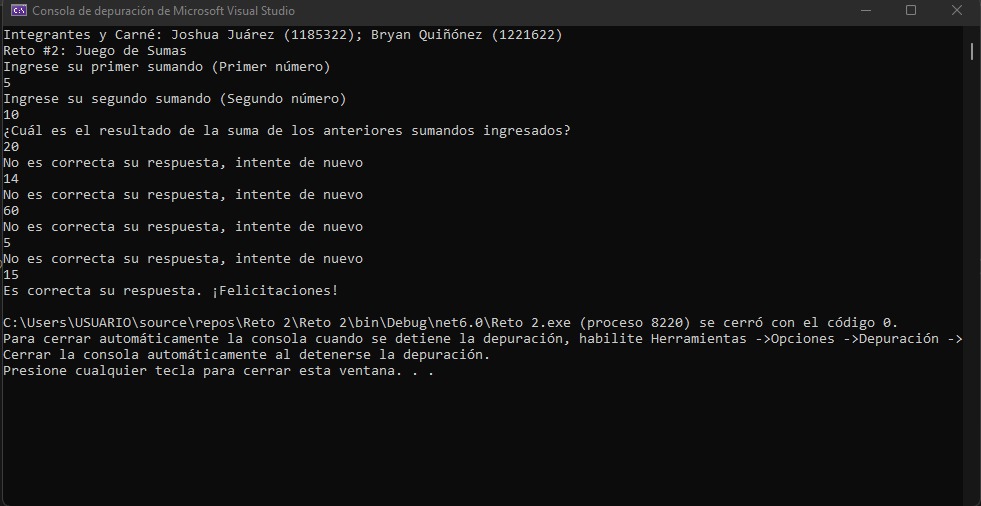 Consola de depuración de Microsoft Visual Studio
Integrantes y Carné: Joshua Juárez (1185322); Bryan Quiñónez (1221622)
Reto #2: Juego de Sumas
Ingrese su primer sumando (Primer número)
5
Ingrese su segundo sumando (Segundo número)
10
¿Cuál es el resultado de la suma de los anteriores sumandos ingresados?
20
No es correcta su respuesta, intente de nuevo
14
No es correcta su respuesta, intente de nuevo
60
No es correcta su respuesta, intente de nuevo
5
No es correcta su respuesta, intente de nuevo
15
Es correcta su respuesta. ¡Felicitaciones!
C:\Users\USUARIO\source\repos\Reto 2\Reto 2\bin\Debug\net6.0\Reto 2.exe (proceso 8220) se cerró con el código 0.
Para cerrar automáticamente la consola cuando se detiene la depuración, habilite Herramientas ->Opciones ->Depuración ->
Cerrar la consola automáticamente al detenerse la depuración.
Presione cualquier tecla para cerrar esta ventana. . .